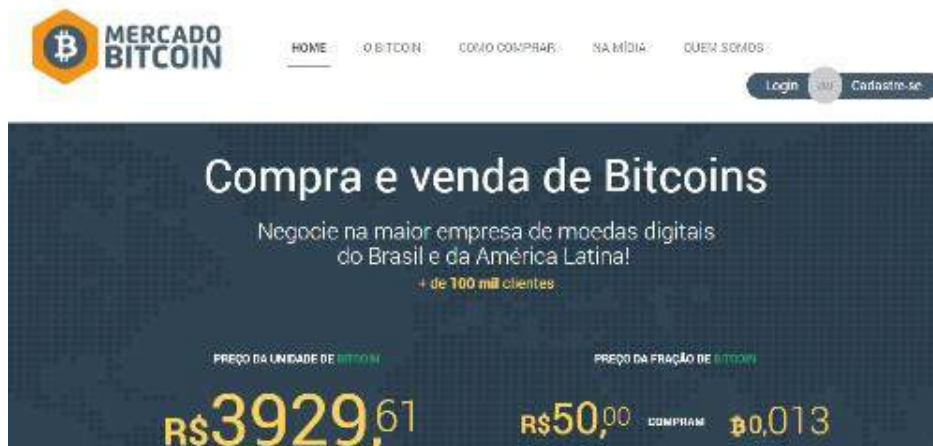 MERCADO
BITCOIN
HOME O BITCOIN COMO COMPRAR NA MÍDIA QUEM SOMOS
Login ou Cadastre-se
Compra e venda de Bitcoins
Negocie na maior empresa de moedas digitais
do Brasil e da América Latina!
+ de 100 mil clientes
PREÇO DA UNIDADE DE BITCOIN PREÇO DA FRAÇÃO DE BITCOIN
R$3929,61 R$50,00 COMPRAM ฿0,013